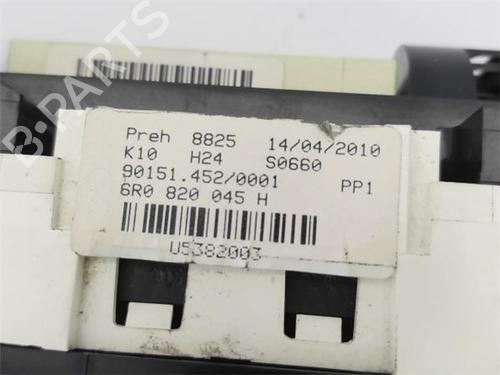 Preh 8825 14/04/2010
K10 H24 S0660
90151.452/0001 PP1
6R0 820 045 H
U5382003
B-PARTS